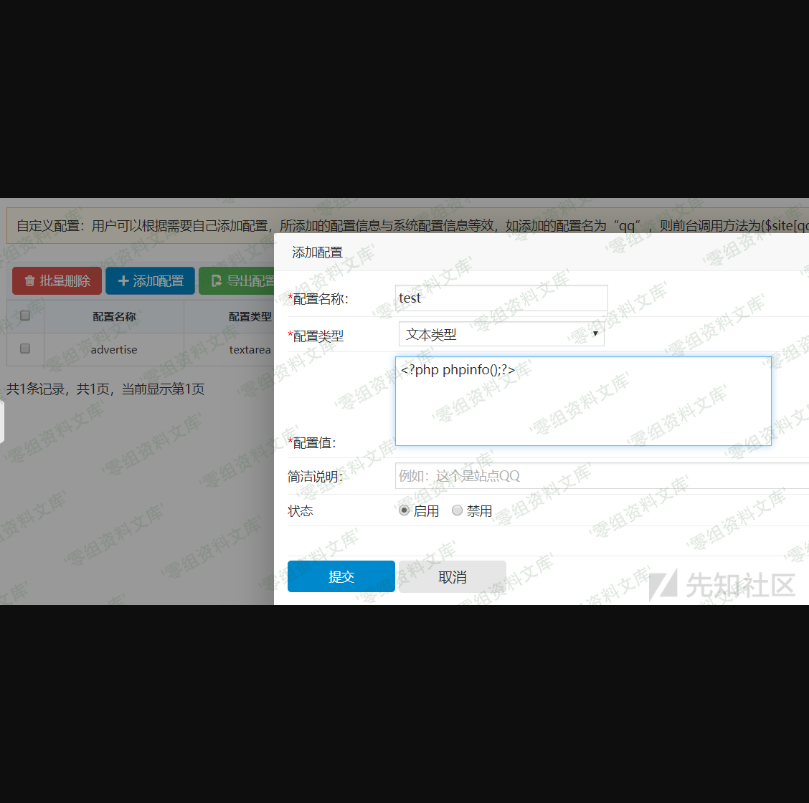 自定义配置：用户可以根据需要自己添加配置，所添加的配置信息与系统配置信息等效，如添加的配置名为“qq”，则前台调用方法为($site[qq
添加配置
批量删除 添加配置 导出配置
*配置名称： test
配置名称 配置类型
*配置类型 文本类型
advertise textarea
<?php phpinfo();?>
共1条记录，共1页，当前显示第1页
*配置值：
简洁说明： 例如：这个是站点QQ
状态 启用 禁用
提交 取消
先知社区
'零组资料文库'